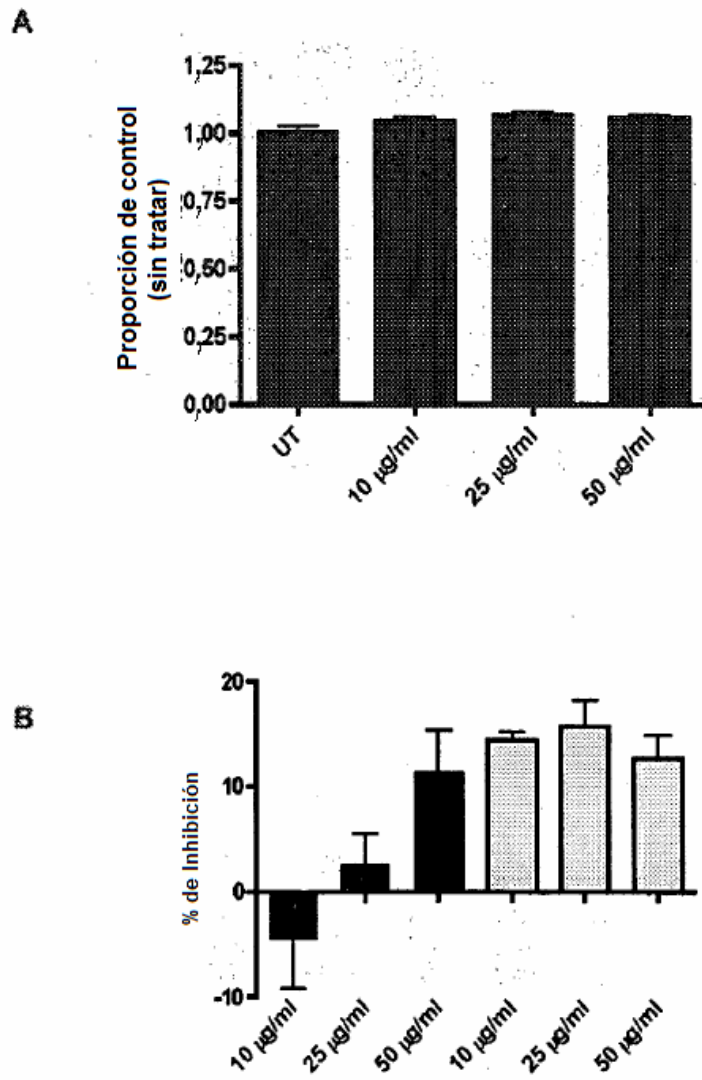 A
Proporción de control
(sin tratar)
1,25
1,00
0,75
0,50
0,25
0,00
UT
10 µg/ml
25 µg/ml
50 µg/ml
B
% de Inhibición
20
10
0
-10
10 µg/ml
25 µg/ml
50 µg/ml
10 µg/ml
25 µg/ml
50 µg/ml